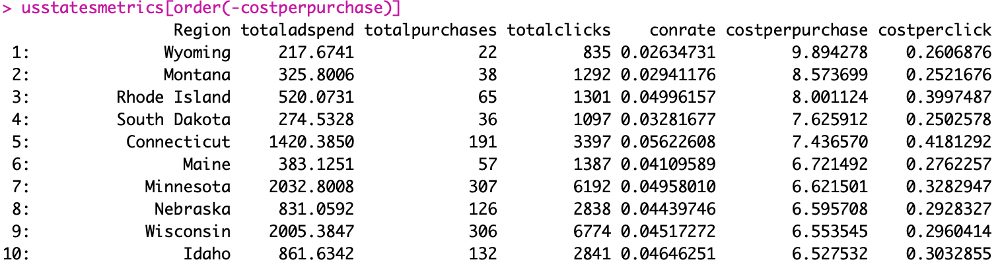 > usstatesmetrics[order(-costperpurchase)]
Region totaladspend totalpurchases totalclicks conrate costperpurchase costperclick
1: Wyoming 217.6741 22 835 0.02634731 9.894278 0.2606876
2: Montana 325.8006 38 1292 0.02941176 8.573699 0.2521676
3: Rhode Island 520.0731 65 1301 0.04996157 8.001124 0.3997487
4: South Dakota 274.5328 36 1097 0.03281677 7.625912 0.2502578
5: Connecticut 1420.3850 191 3397 0.05622608 7.436570 0.4181292
6: Maine 383.1251 57 1387 0.04109589 6.721492 0.2762257
7: Minnesota 2032.8008 307 6192 0.04958010 6.621501 0.3282947
8: Nebraska 831.0592 126 2838 0.04439746 6.595708 0.2928327
9: Wisconsin 2005.3847 306 6774 0.04517272 6.553545 0.2960414
10: Idaho 861.6342 132 2841 0.04646251 6.527532 0.3032855